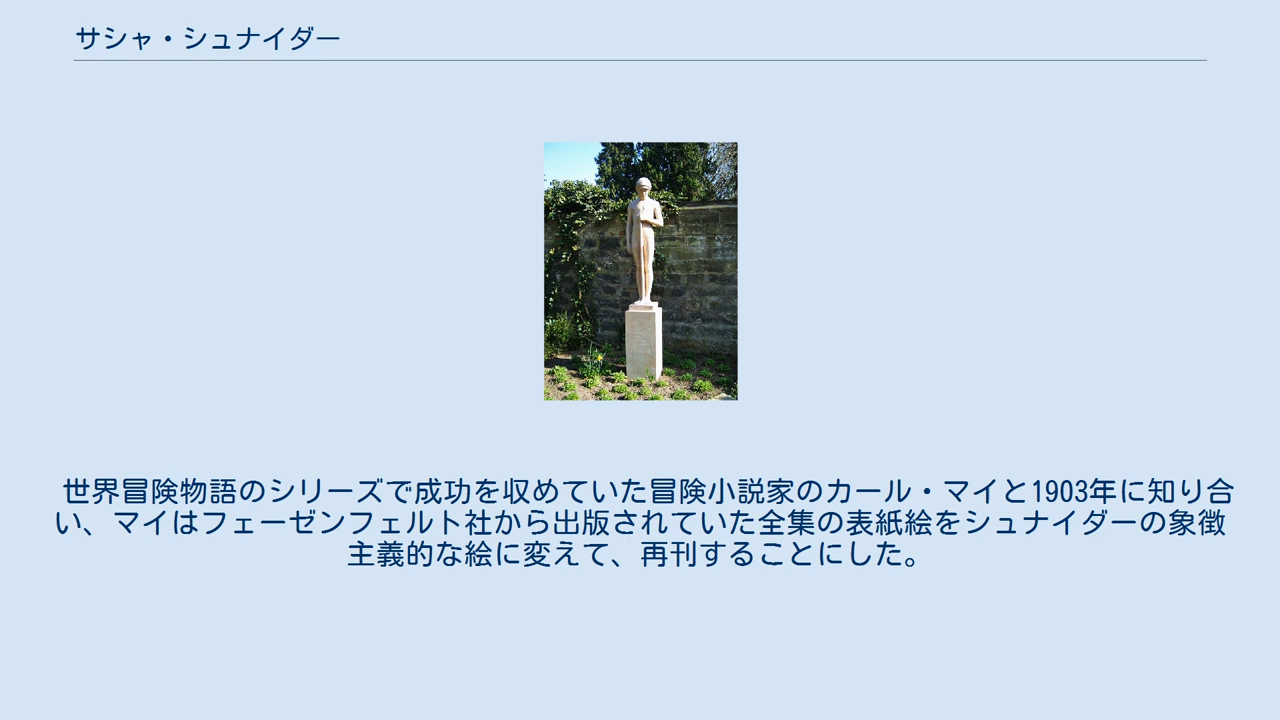 サシャ・シュナイダー
世界冒険物語のシリーズで成功を収めていた冒険小説家のカール・マイと1903年に知り合
い、マイはフェーゼンフェルト社から出版されていた全集の表紙絵をシュナイダーの象徴
主義的な絵に変えて、再刊することにした。